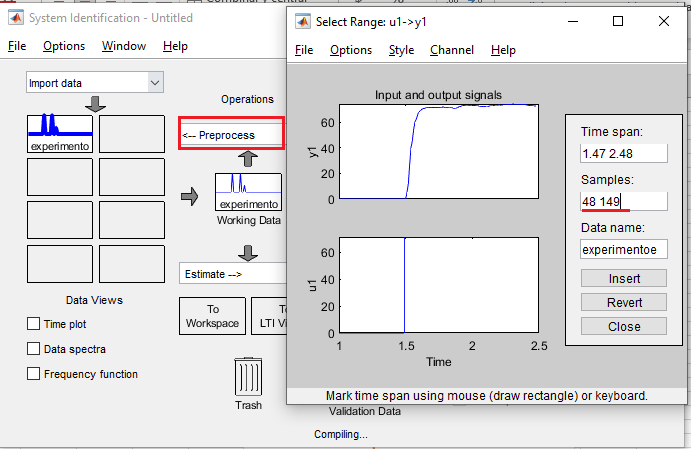 System Identification - Untitled
File Options Window Help
Import data
Operations
<-- Preprocess
experimento
experimento
Working Data
Estimate -->
Data Views
Time plot
Data spectra
Frequency function
To
Workspace
To
LTI Vi
Trash
Validation Data
Compiling...
Select Range: u1->y1
File Options Style Channel Help
Input and output signals
60
40
20
0
y1
60
40
20
0
u1
1 1.5 2 2.5
Time
Time span:
1.47 2.48
Samples:
48 149
Data name:
experimentoe
Insert
Revert
Close
Mark time span using mouse (draw rectangle) or keyboard.